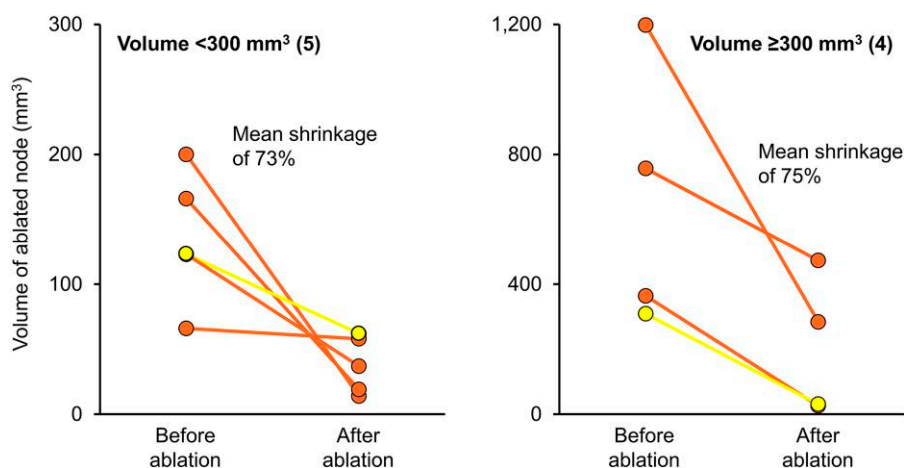 Volume of ablated node (mm³)
300
200
100
0
Volume <300 mm³ (5)
Mean shrinkage
of 73%
Before
ablation
After
ablation
1,200
800
400
0
Volume ≥300 mm³ (4)
Mean shrinkage
of 75%
Before
ablation
After
ablation